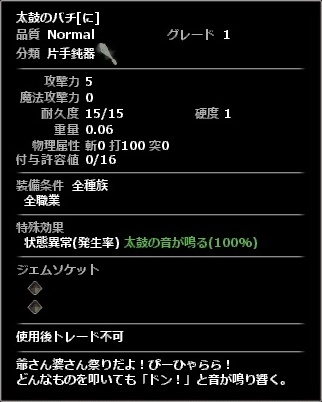 太鼓のバチ[に]
品質 Normal グレード 1
分類 片手鈍器
攻撃力 5
魔法攻撃力 0
耐久度 15/15 硬度 1
重量 0.06
物理属性 斬0 打100 突0
付与許容値 0/16
装備条件 全種族
全職業
特殊効果
状態異常(発生率) 太鼓の音が鳴る(100%)
ジェムソケット
使用後トレード不可
爺さん婆さん祭りだよ！ぴーひゃらら！
どんなものを叩いても「ドン！」と音が鳴り響く。